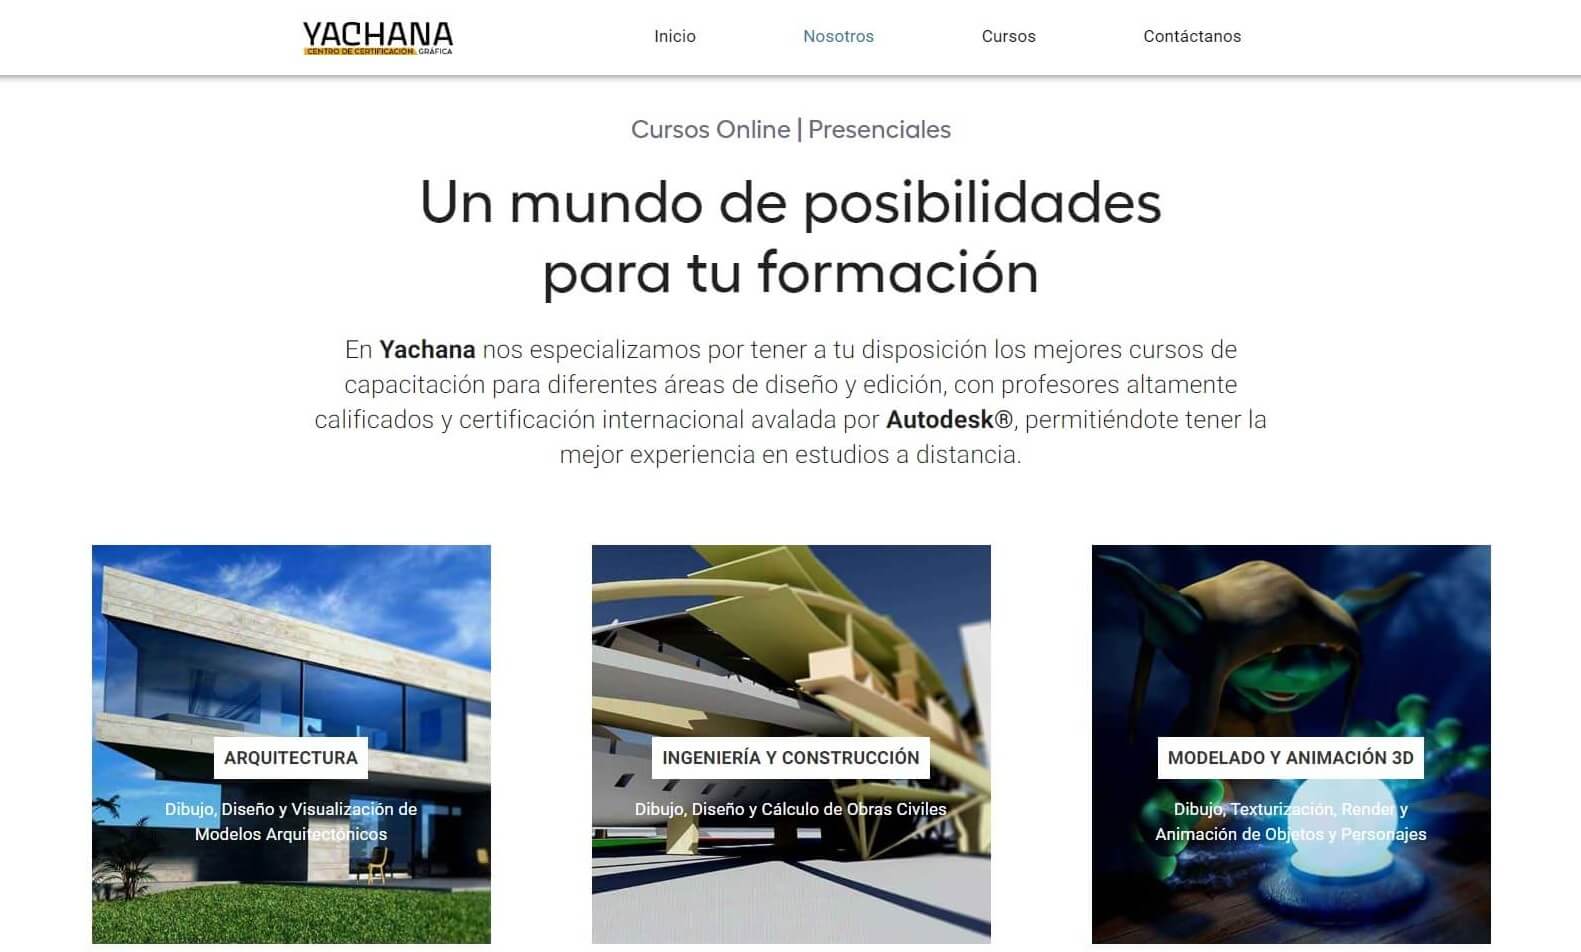 YACHANA
CENTRO DE CERTIFICACIÓN GRÁFICA
Inicio
Nosotros
Cursos
Contáctanos
Cursos Online | Presenciales
Un mundo de posibilidades
para tu formación
En Yachana nos especializamos por tener a tu disposición los mejores cursos de
capacitación para diferentes áreas de diseño y edición, con profesores altamente
calificados y certificación internacional avalada por Autodesk®, permitiéndote tener la
mejor experiencia en estudios a distancia.
ARQUITECTURA
Dibujo, Diseño y Visualización de
Modelos Arquitectónicos
INGENIERÍA Y CONSTRUCCIÓN
Dibujo, Diseño y Cálculo de Obras Civiles
MODELADO Y ANIMACIÓN 3D
Dibujo, Texturización, Render y
Animación de Objetos y Personajes